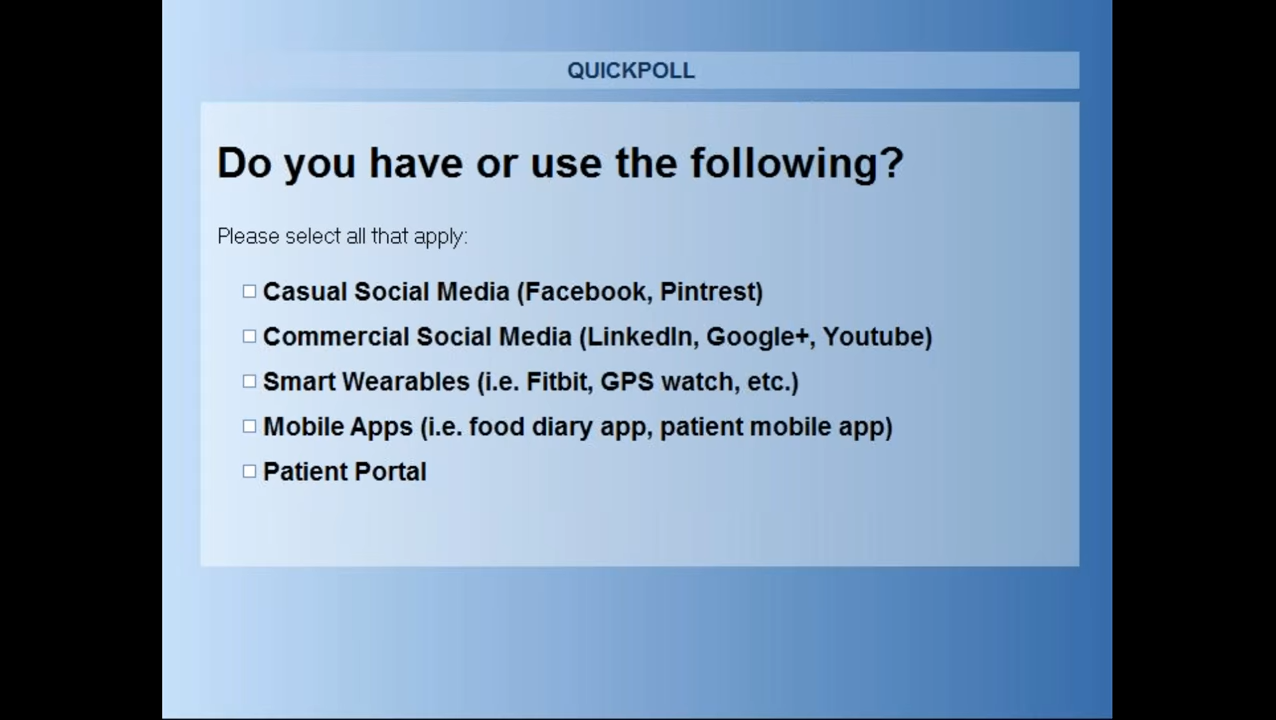 QUICKPOLL
Do you have or use the following?
Please select all that apply:
Casual Social Media (Facebook, Pintrest)
Commercial Social Media (LinkedIn, Google+, Youtube)
Smart Wearables (i.e. Fitbit, GPS watch, etc.)
Mobile Apps (i.e. food diary app, patient mobile app)
Patient Portal